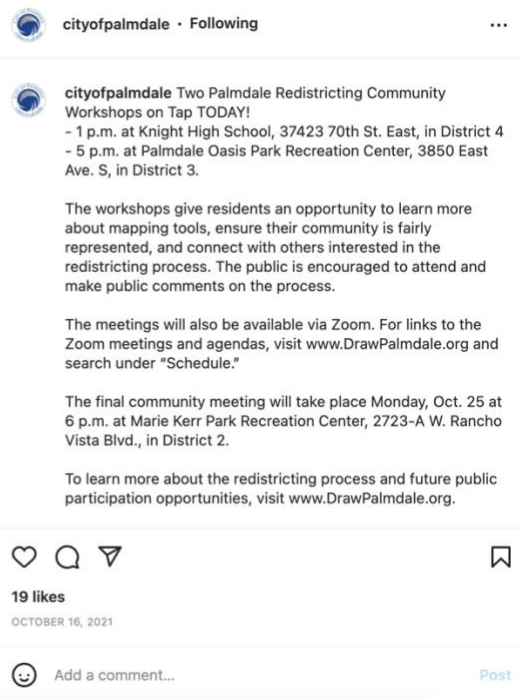 cityofpalmdale • Following
cityofpalmdale Two Palmdale Redistricting Community
Workshops on Tap TODAY!
- 1 p.m. at Knight High School, 37423 70th St. East, in District 4
- 5 p.m. at Palmdale Oasis Park Recreation Center, 3850 East
Ave. S, in District 3.
The workshops give residents an opportunity to learn more
about mapping tools, ensure their community is fairly
represented, and connect with others interested in the
redistricting process. The public is encouraged to attend and
make public comments on the process.
The meetings will also be available via Zoom. For links to the
Zoom meetings and agendas, visit www.DrawPalmdale.org and
search under “Schedule.”
The final community meeting will take place Monday, Oct. 25 at
6 p.m. at Marie Kerr Park Recreation Center, 2723-A W. Rancho
Vista Blvd., in District 2.
To learn more about the redistricting process and future public
participation opportunities, visit www.DrawPalmdale.org.
19 likes
OCTOBER 16, 2021
Add a comment...
Post